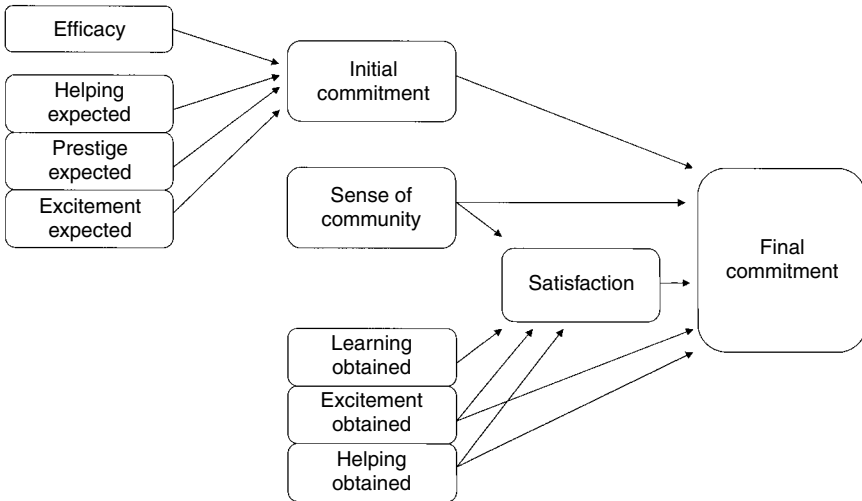 Efficacy
Helping
expected
Prestige
expected
Excitement
expected
Initial
commitment
Sense of
community
Satisfaction
Learning
obtained
Excitement
obtained
Helping
obtained
Final
commitment